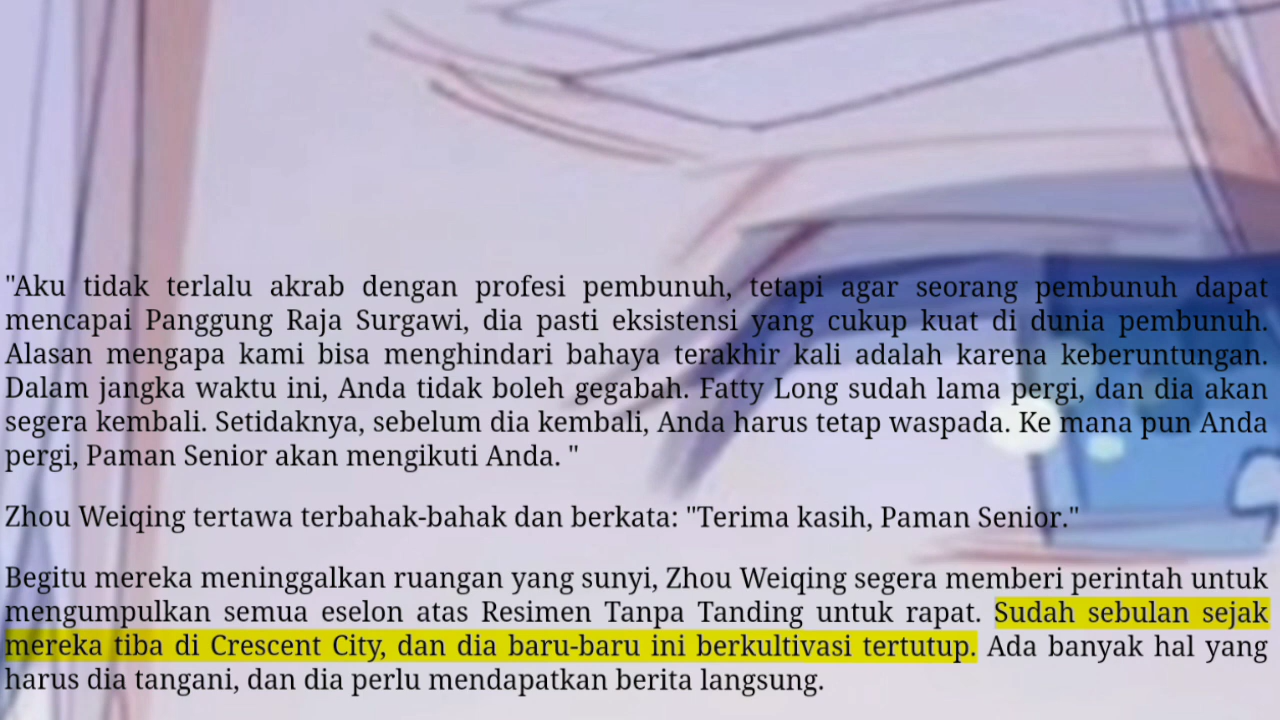 "Aku tidak terlalu akrab dengan profesi pembunuh, tetapi agar seorang pembunuh dapat
mencapai Panggung Raja Surgawi, dia pasti eksistensi yang cukup kuat di dunia pembunuh.
Alasan mengapa kami bisa menghindari bahaya terakhir kali adalah karena keberuntungan.
Dalam jangka waktu ini, Anda tidak boleh gegabah. Fatty Long sudah lama pergi, dan dia akan
segera kembali. Setidaknya, sebelum dia kembali, Anda harus tetap waspada. Ke mana pun Anda
pergi, Paman Senior akan mengikuti Anda. "
Zhou Weiqing tertawa terbahak-bahak dan berkata: "Terima kasih, Paman Senior."
Begitu mereka meninggalkan ruangan yang sunyi, Zhou Weiqing segera memberi perintah untuk
mengumpulkan semua eselon atas Resimen Tanpa Tanding untuk rapat. Sudah sebulan sejak
mereka tiba di Crescent City, dan dia baru-baru ini berkultivasi tertutup. Ada banyak hal yang
harus dia tangani, dan dia perlu mendapatkan berita langsung.